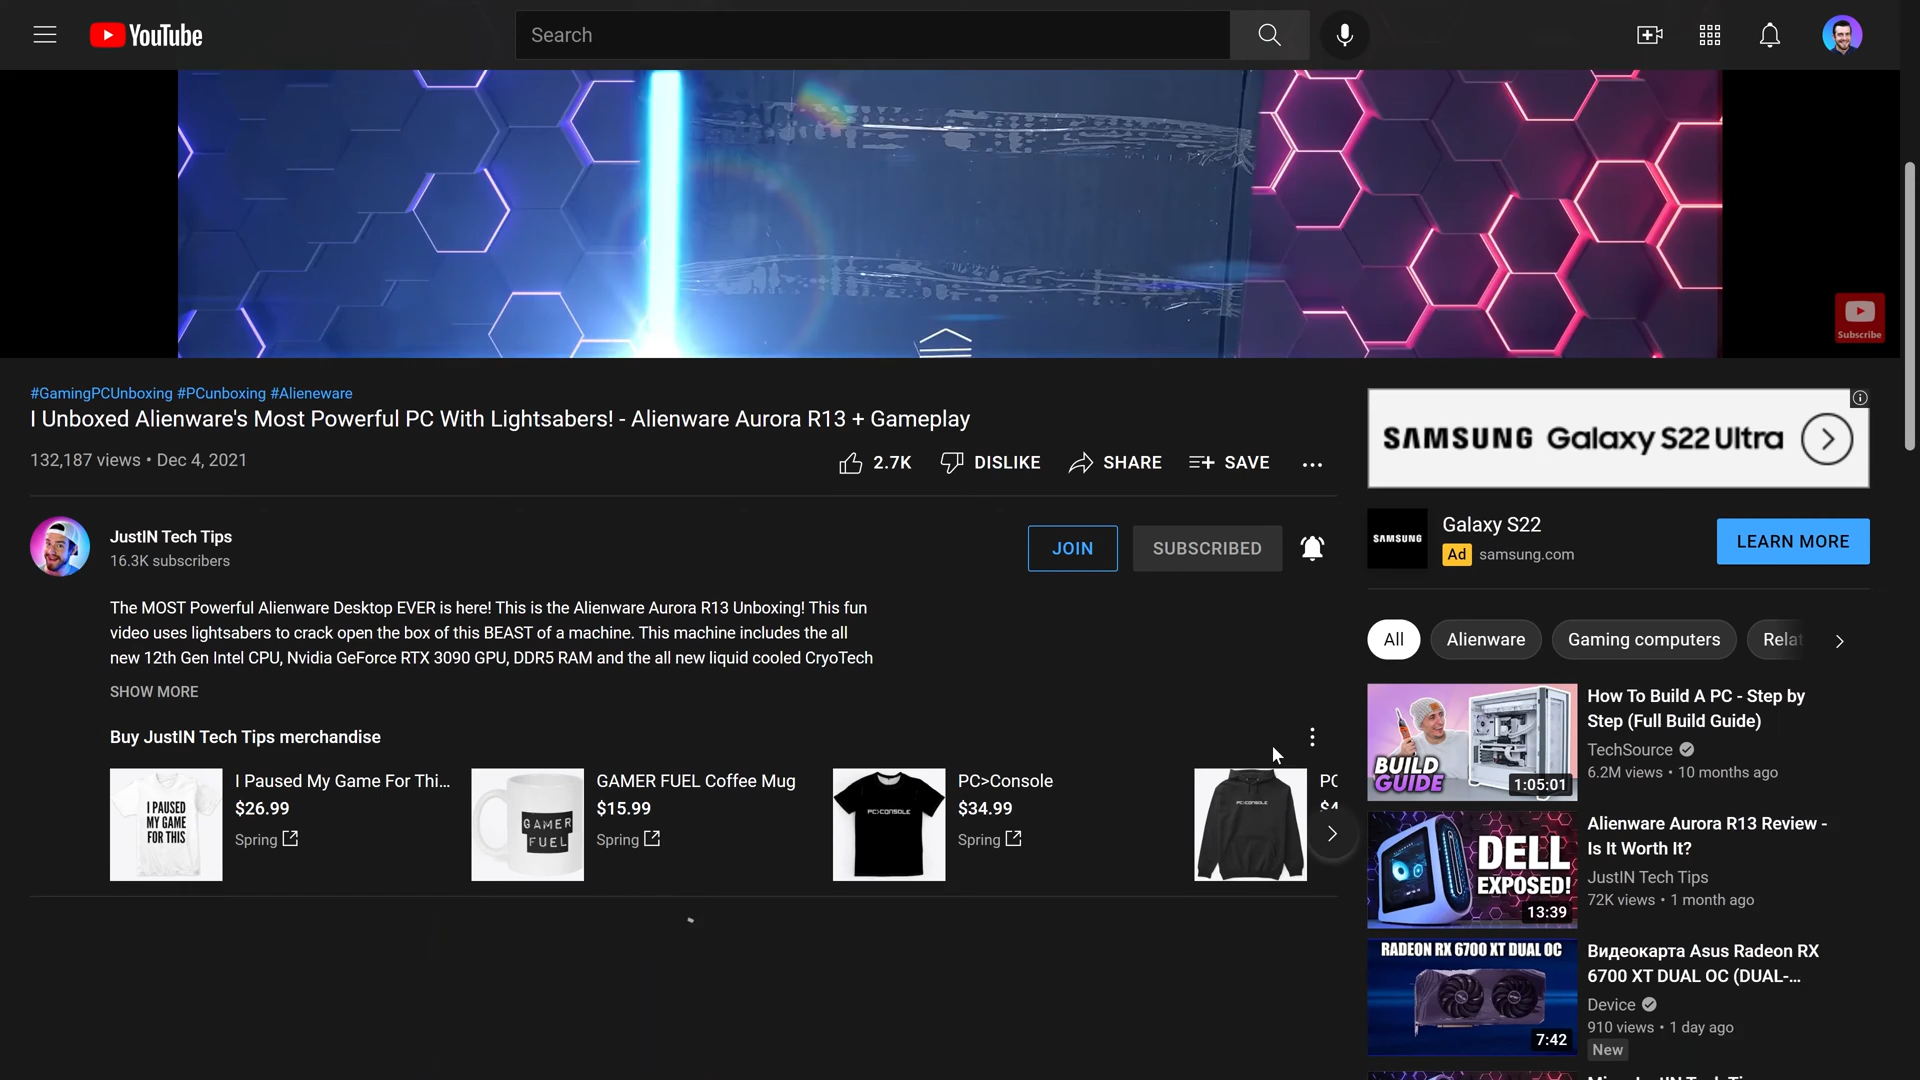 YouTube
Search
Subscribe
#GamingPCUnboxing #PCunboxing #Alieneware
I Unboxed Alienware's Most Powerful PC With Lightsabers! - Alienware Aurora R13 + Gameplay
132,187 views • Dec 4, 2021
2.7K
DISLIKE
SHARE
SAVE
JustIN Tech Tips
16.3K subscribers
JOIN
SUBSCRIBED
The MOST Powerful Alienware Desktop EVER is here! This is the Alienware Aurora R13 Unboxing! This fun
video uses lightsabers to crack open the box of this BEAST of a machine. This machine includes the all
new 12th Gen Intel CPU, Nvidia GeForce RTX 3090 GPU, DDR5 RAM and the all new liquid cooled CryoTech
SHOW MORE
Buy JustIN Tech Tips merchandise
I PAUSED
MY GAME
FOR THIS
I Paused My Game For Thi...
$26.99
Spring
GAMER
FUEL
GAMER FUEL Coffee Mug
$15.99
Spring
PC>CONSOLE
PC>Console
$34.99
Spring
PC>CONSOLE
PC
$4
SAMSUNG Galaxy S22 Ultra
SAMSUNG
Galaxy S22
Ad samsung.com
LEARN MORE
All
Alienware
Gaming computers
Relat
BUILD
GUIDE
1:05:01
How To Build A PC - Step by
Step (Full Build Guide)
TechSource
6.2M views • 10 months ago
DELL
EXPOSED!
13:39
Alienware Aurora R13 Review -
Is It Worth It?
JustIN Tech Tips
72K views • 1 month ago
RADEON RX 6700 XT DUAL OC
7:42
Видеокарта Asus Radeon RX
6700 XT DUAL OC (DUAL-...
Device
910 views • 1 day ago
New